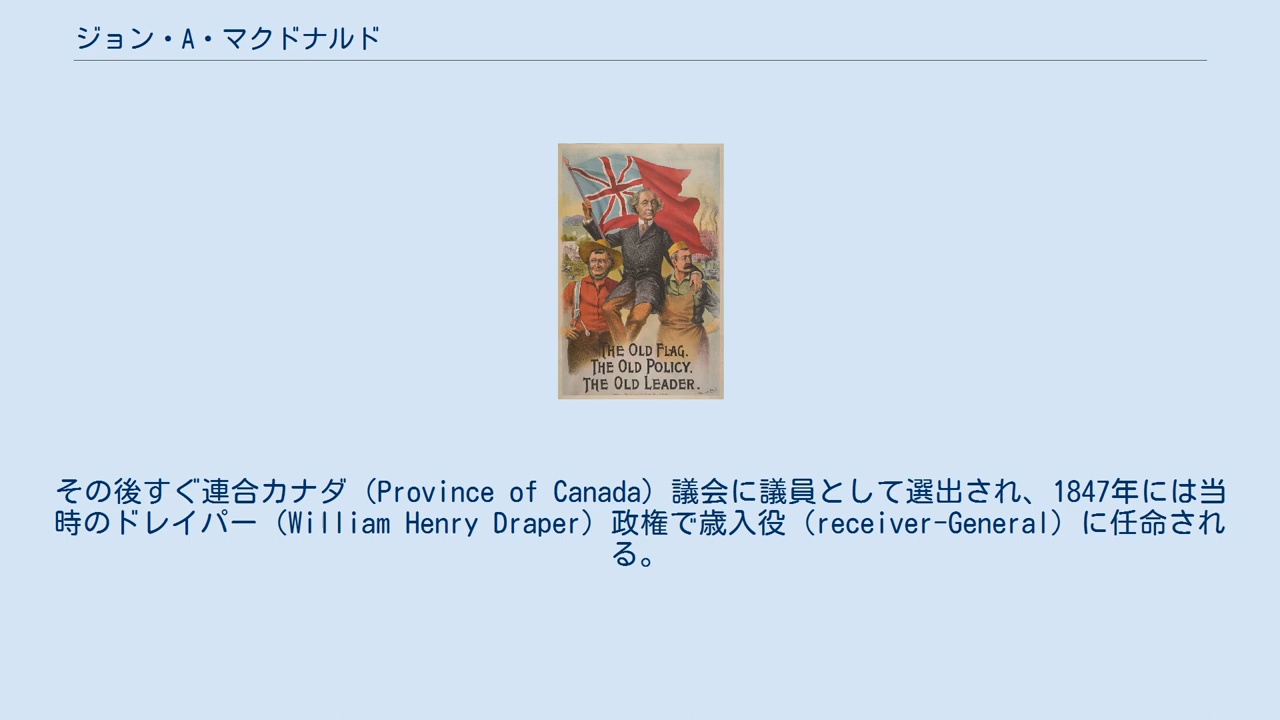 ジョン・A・マクドナルド
THE OLD FLAG.
THE OLD POLICY.
THE OLD LEADER.
その後すぐ連合カナダ（Province of Canada）議会に議員として選出され、1847年には当
時のドレイパー（William Henry Draper）政権で歳入役（receiver-General）に任命され
る。